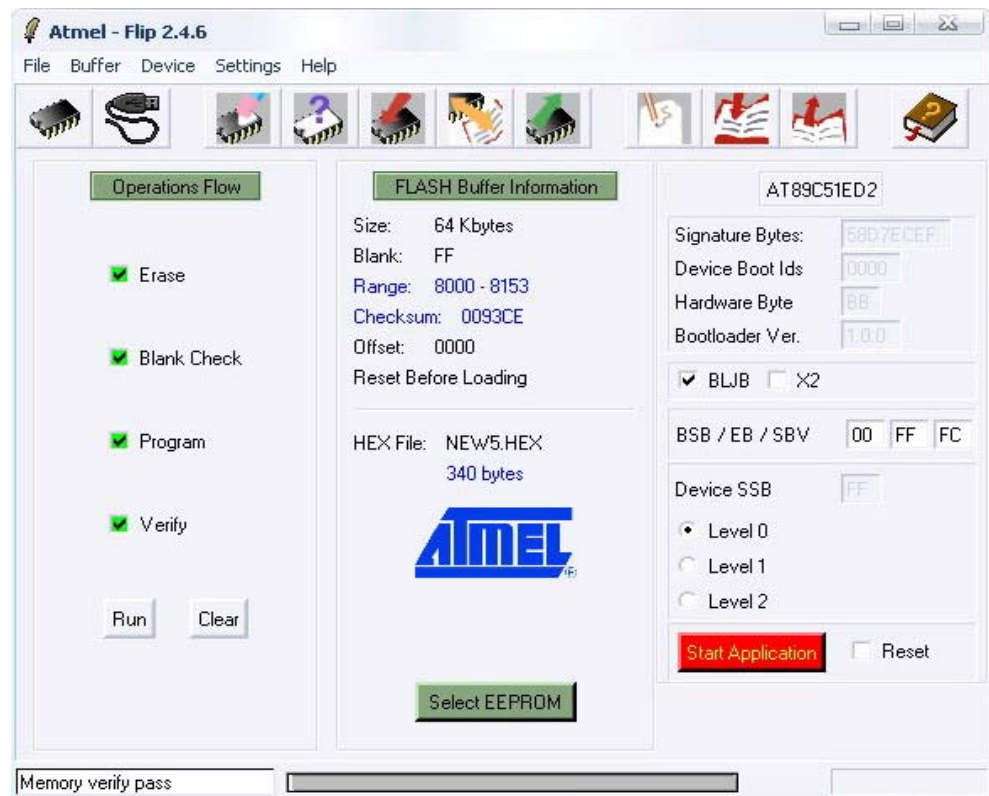 Atmel - Flip 2.4.6
File Buffer Device Settings Help
Operations Flow
Erase
Blank Check
Program
Verify
Run Clear
FLASH Buffer Information
Size: 64 Kbytes
Blank: FF
Range: 8000 - 8153
Checksum: 0093CE
Offset: 0000
Reset Before Loading
HEX File: NEW5.HEX
340 bytes
ATMEL
®
Select EEPROM
AT89C51ED2
Signature Bytes: 58D7ECEF
Device Boot Ids 0000
Hardware Byte BB
Bootloader Ver. 1.0.0
BLJB X2
BSB / EB / SBV 00 FF FC
Device SSB FF
Level 0
Level 1
Level 2
Start Application Reset
Memory verify pass